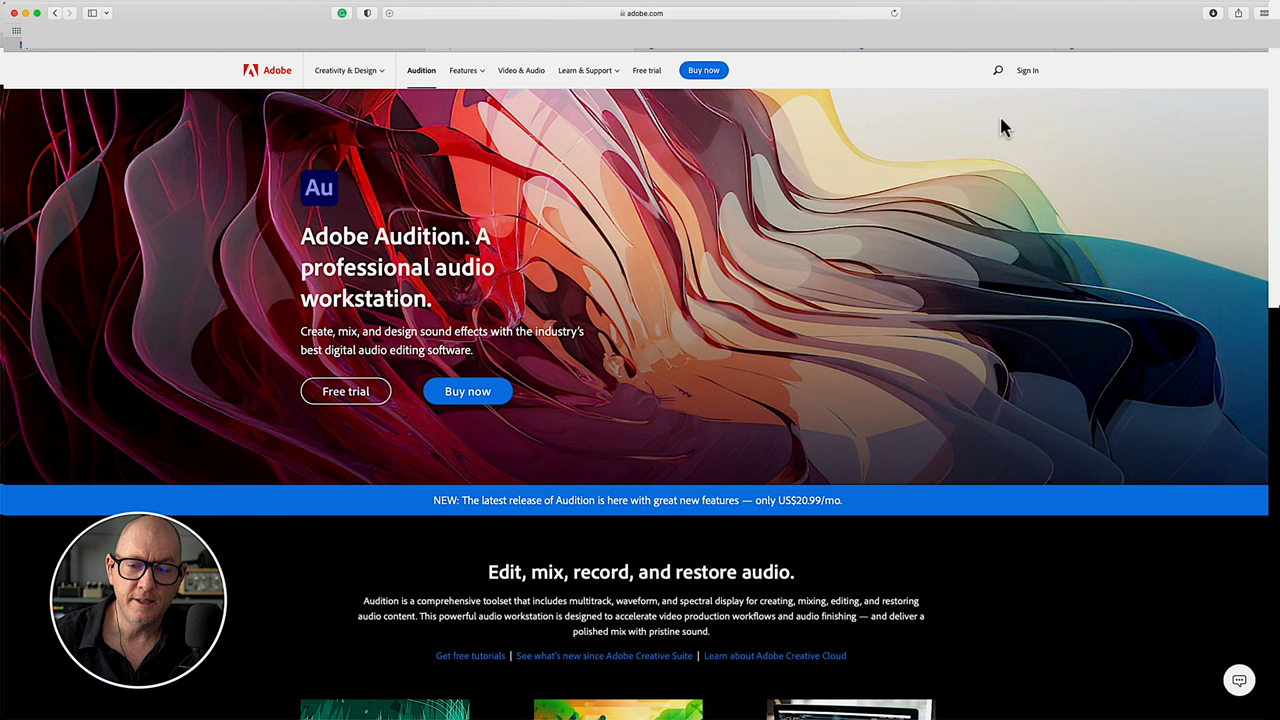 adobe.com
Adobe
Creativity & Design
Audition
Features
Video & Audio
Learn & Support
Free trial
Buy now
Sign In
Au
Adobe Audition. A
professional audio
workstation.
Create, mix, and design sound effects with the industry's
best digital audio editing software.
Free trial
Buy now
NEW: The latest release of Audition is here with great new features — only US$20.99/mo.
Edit, mix, record, and restore audio.
Audition is a comprehensive toolset that includes multitrack, waveform, and spectral display for creating, mixing, editing, and restoring
audio content. This powerful audio workstation is designed to accelerate video production workflows and audio finishing — and deliver a
polished mix with pristine sound.
Get free tutorials | See what's new since Adobe Creative Suite | Learn about Adobe Creative Cloud